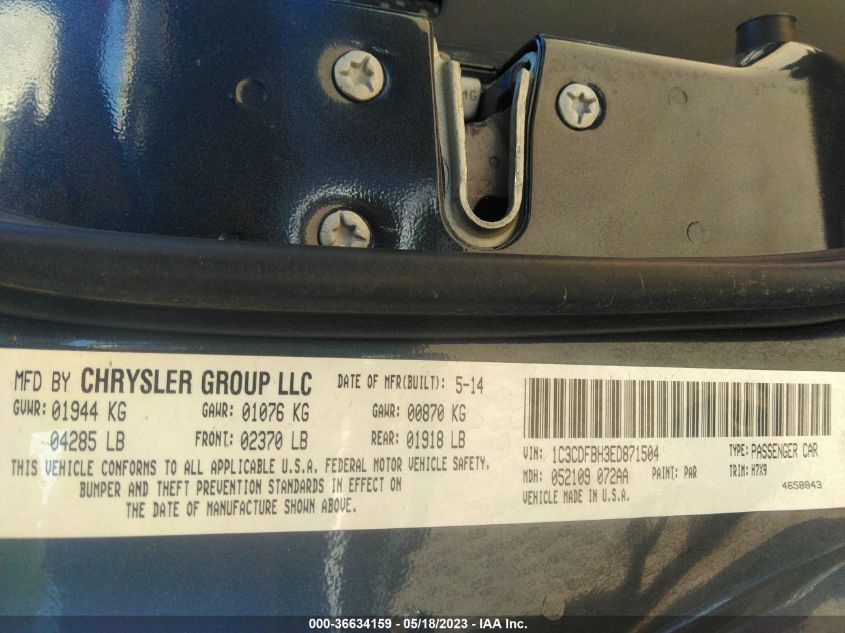 MFD BY CHRYSLER GROUP LLC DATE OF MFR(BUILT): 5-14
GVWR: 01944 KG GAWR: 01076 KG GAWR: 00870 KG
04285 LB FRONT: 02370 LB REAR: 01918 LB
THIS VEHICLE CONFORMS TO ALL APPLICABLE U.S.A. FEDERAL MOTOR VEHICLE SAFETY,
BUMPER AND THEFT PREVENTION STANDARDS IN EFFECT ON
THE DATE OF MANUFACTURE SHOWN ABOVE.
VIN: 1C3CDFBH3ED871504 TYPE: PASSENGER CAR
MDH: 052109 072AA PAINT: PAR TRIM: H7X9
VEHICLE MADE IN U.S.A. 4658843
000-36634159 — 05/18/2023 — IAA Inc.